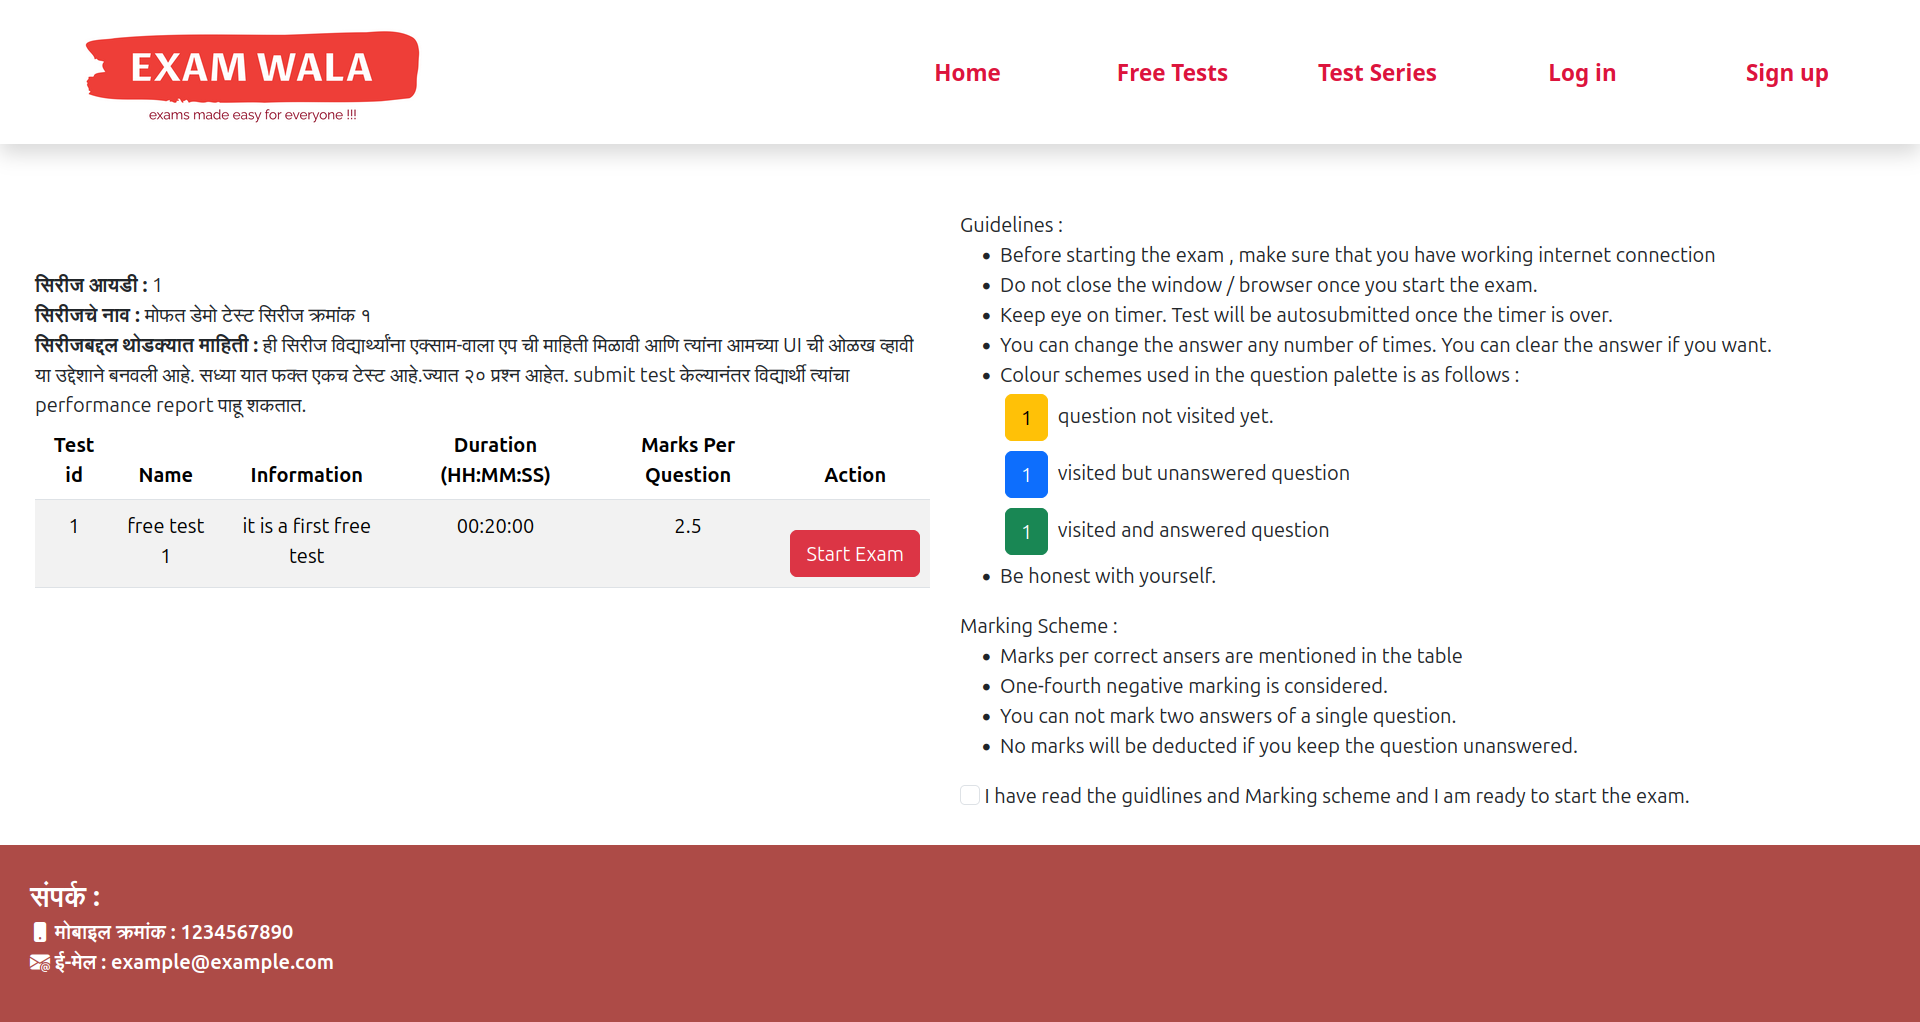 EXAM WALA
exams made easy for everyone !!!
Home
Free Tests
Test Series
Log in
Sign up
सिरीज आयडी : 1
सिरीजचे नाव : मोफत डेमो टेस्ट सिरीज क्रमांक १
सिरीजबद्दल थोडक्यात माहिती : ही सिरीज विद्यार्थ्यांना एक्साम-वाला एप ची माहिती मिळावी आणि त्यांना आमच्या UI ची ओळख व्हावी
या उद्देशाने बनवली आहे. सध्या यात फक्त एकच टेस्ट आहे.ज्यात २० प्रश्न आहेत. submit test केल्यानंतर विद्यार्थी त्यांचा
performance report पाहू शकतात.
Test id
Name
Information
Duration (HH:MM:SS)
Marks Per Question
Action
1
free test 1
it is a first free test
00:20:00
2.5
Start Exam
Guidelines :
• Before starting the exam , make sure that you have working internet connection
• Do not close the window / browser once you start the exam.
• Keep eye on timer. Test will be autosubmitted once the timer is over.
• You can change the answer any number of times. You can clear the answer if you want.
• Colour schemes used in the question palette is as follows :
1 question not visited yet.
1 visited but unanswered question
1 visited and answered question
• Be honest with yourself.
Marking Scheme :
• Marks per correct ansers are mentioned in the table
• One-fourth negative marking is considered.
• You can not mark two answers of a single question.
• No marks will be deducted if you keep the question unanswered.
I have read the guidlines and Marking scheme and I am ready to start the exam.
संपर्क :
मोबाइल क्रमांक : 1234567890
ई-मेल : example@example.com